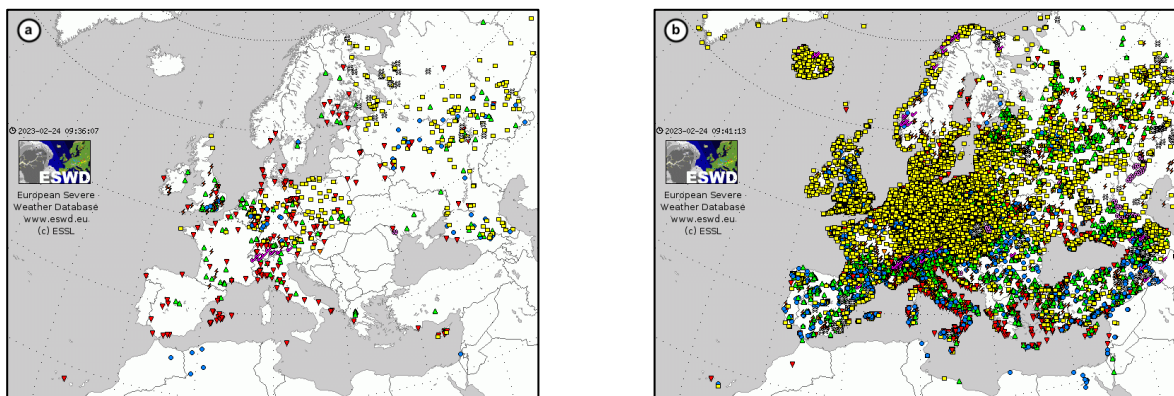 a
2023-02-24 09:36:07
ESWD
European Severe
Weather Database
www.eswd.eu
(c) ESSL
b
2023-02-24 09:41:13
ESWD
European Severe
Weather Database
www.eswd.eu
(c) ESSL